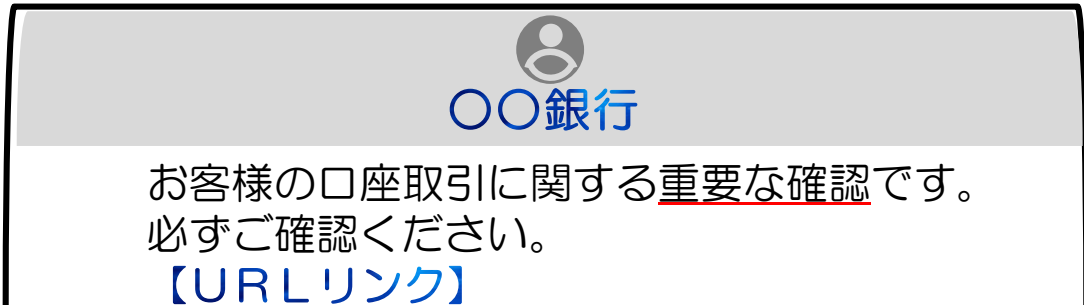 〇〇銀行
お客様の口座取引に関する重要な確認です。
必ずご確認ください。
【ＵＲＬリンク】